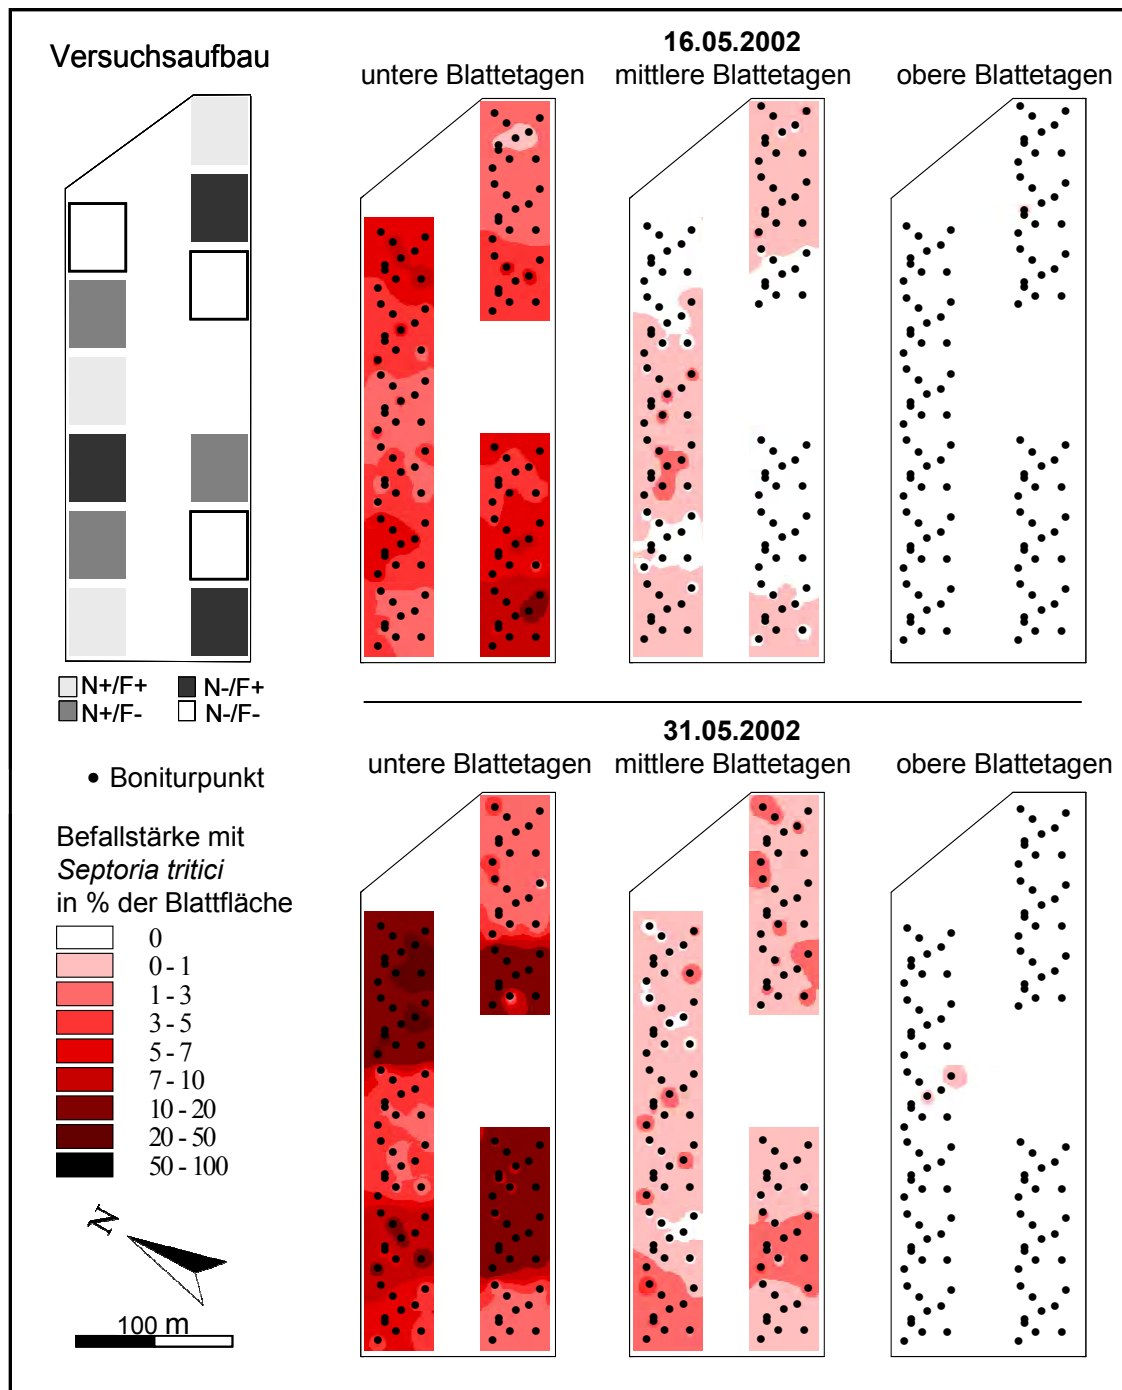 Versuchsaufbau
16.05.2002
untere Blattetagen
mittlere Blattetagen
obere Blattetagen
N+/F+
N-/F+
N+/F-
N-/F-
31.05.2002
untere Blattetagen
mittlere Blattetagen
obere Blattetagen
Boniturpunkt
Befallstärke mit
Septoria tritici
in % der Blattfläche
0
0 - 1
1 - 3
3 - 5
5 - 7
7 - 10
10 - 20
20 - 50
50 - 100
N
100 m